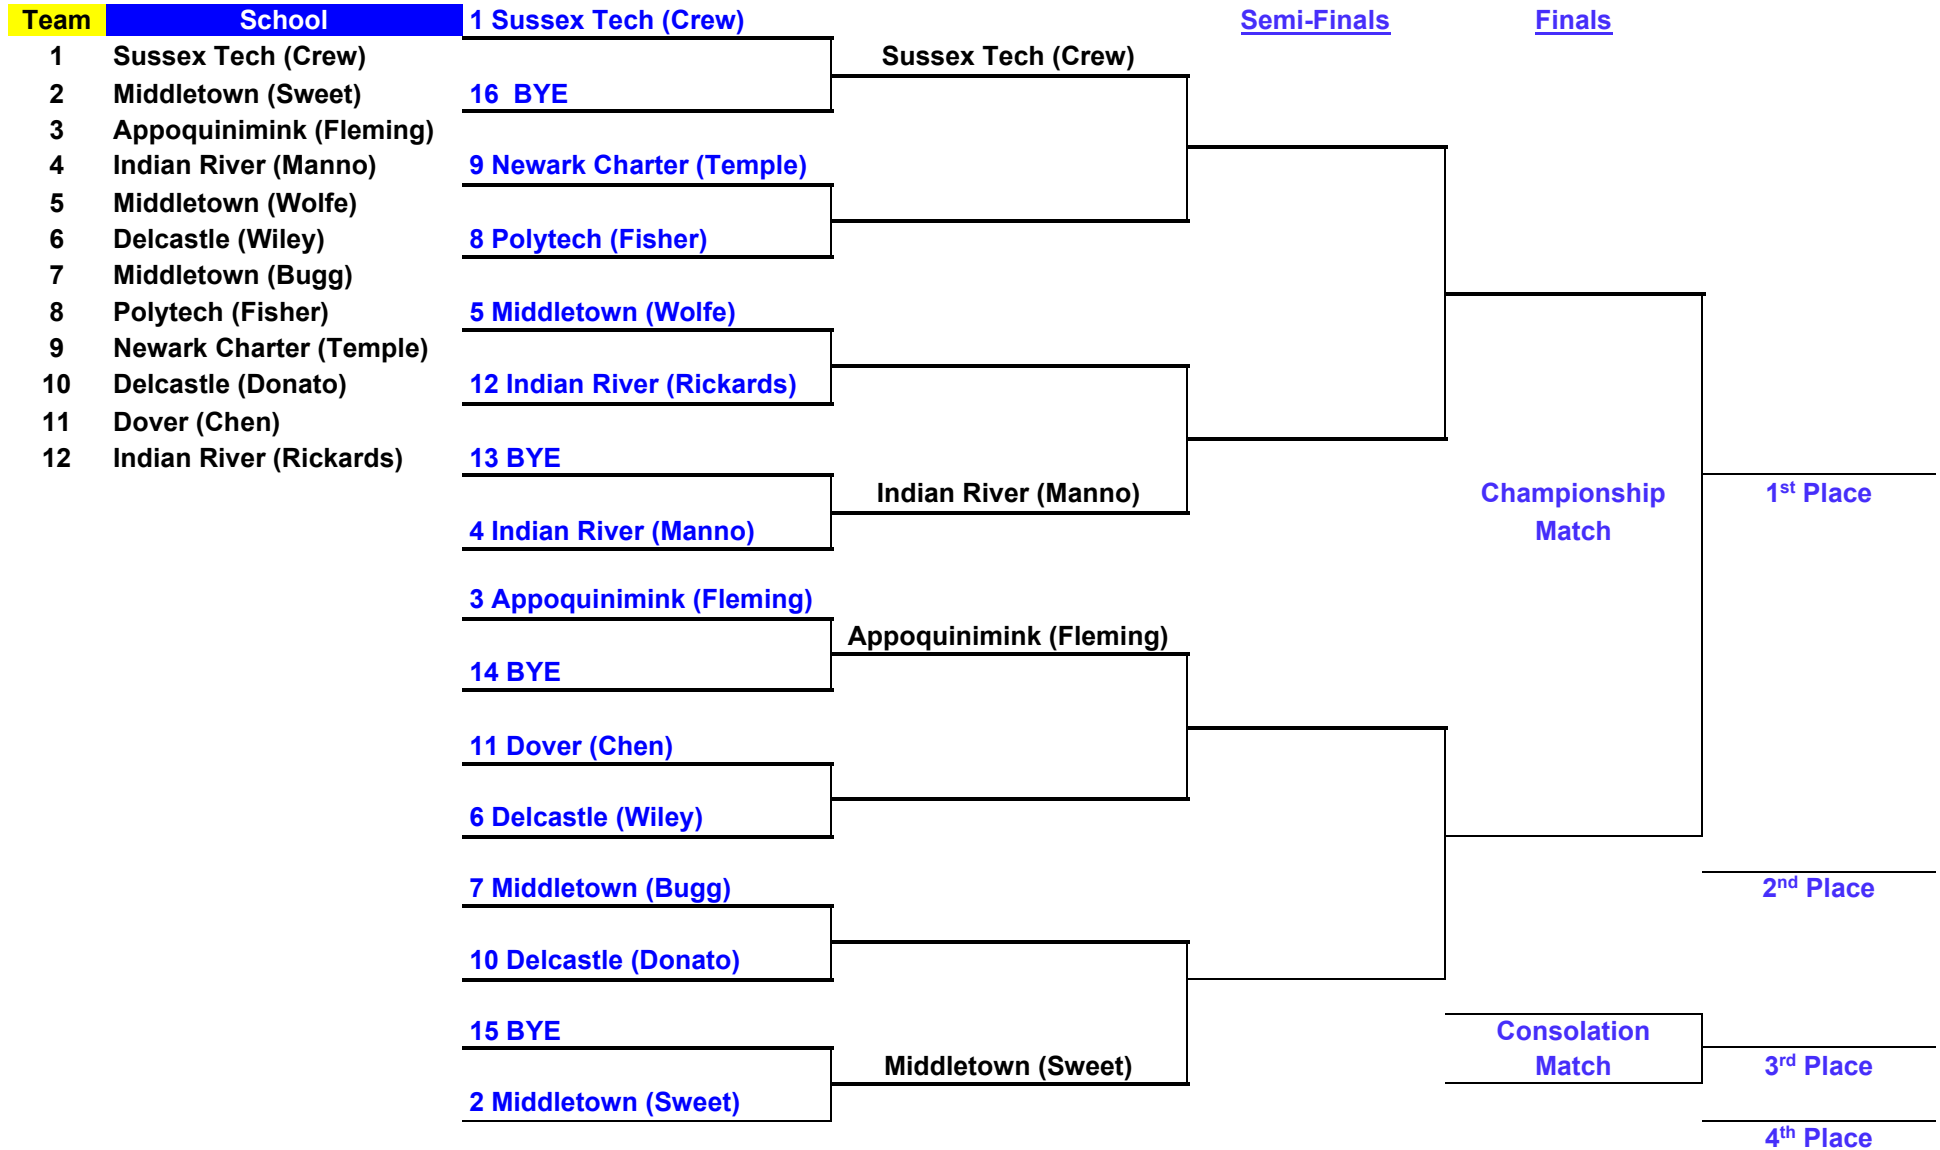 Team School 1 Sussex Tech (Crew) Semi-Finals Finals
1 Sussex Tech (Crew) Sussex Tech (Crew)
2 Middletown (Sweet) 16 BYE
3 Appoquinimink (Fleming)
4 Indian River (Manno) 9 Newark Charter (Temple)
5 Middletown (Wolfe)
6 Delcastle (Wiley) 8 Polytech (Fisher)
7 Middletown (Bugg)
8 Polytech (Fisher) 5 Middletown (Wolfe)
9 Newark Charter (Temple)
10 Delcastle (Donato) 12 Indian River (Rickards)
11 Dover (Chen)
12 Indian River (Rickards) 13 BYE
Indian River (Manno) Championship 1st Place
4 Indian River (Manno) Match
3 Appoquinimink (Fleming)
Appoquinimink (Fleming)
14 BYE
11 Dover (Chen)
6 Delcastle (Wiley)
7 Middletown (Bugg) 2nd Place
10 Delcastle (Donato)
15 BYE Consolation
Middletown (Sweet) Match 3rd Place
2 Middletown (Sweet)
4th Place